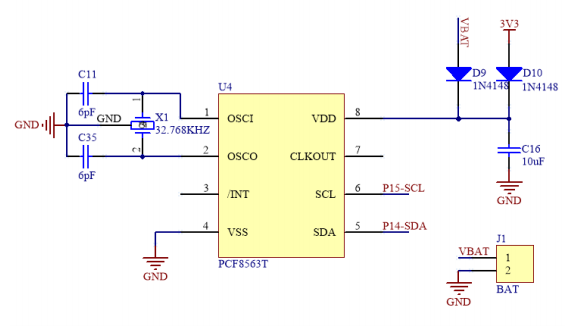 VBAT
3V3
C11
6pF
GND
GND
X1
32.768KHZ
1
2
C35
6pF
U4
1
OSCI
VDD
8
2
OSCO
CLKOUT
7
3
/INT
SCL
6
P15-SCL
4
VSS
SDA
5
P14-SDA
PCF8563T
GND
D9
1N4148
D10
1N4148
C16
10uF
GND
J1
VBAT
1
2
BAT
GND